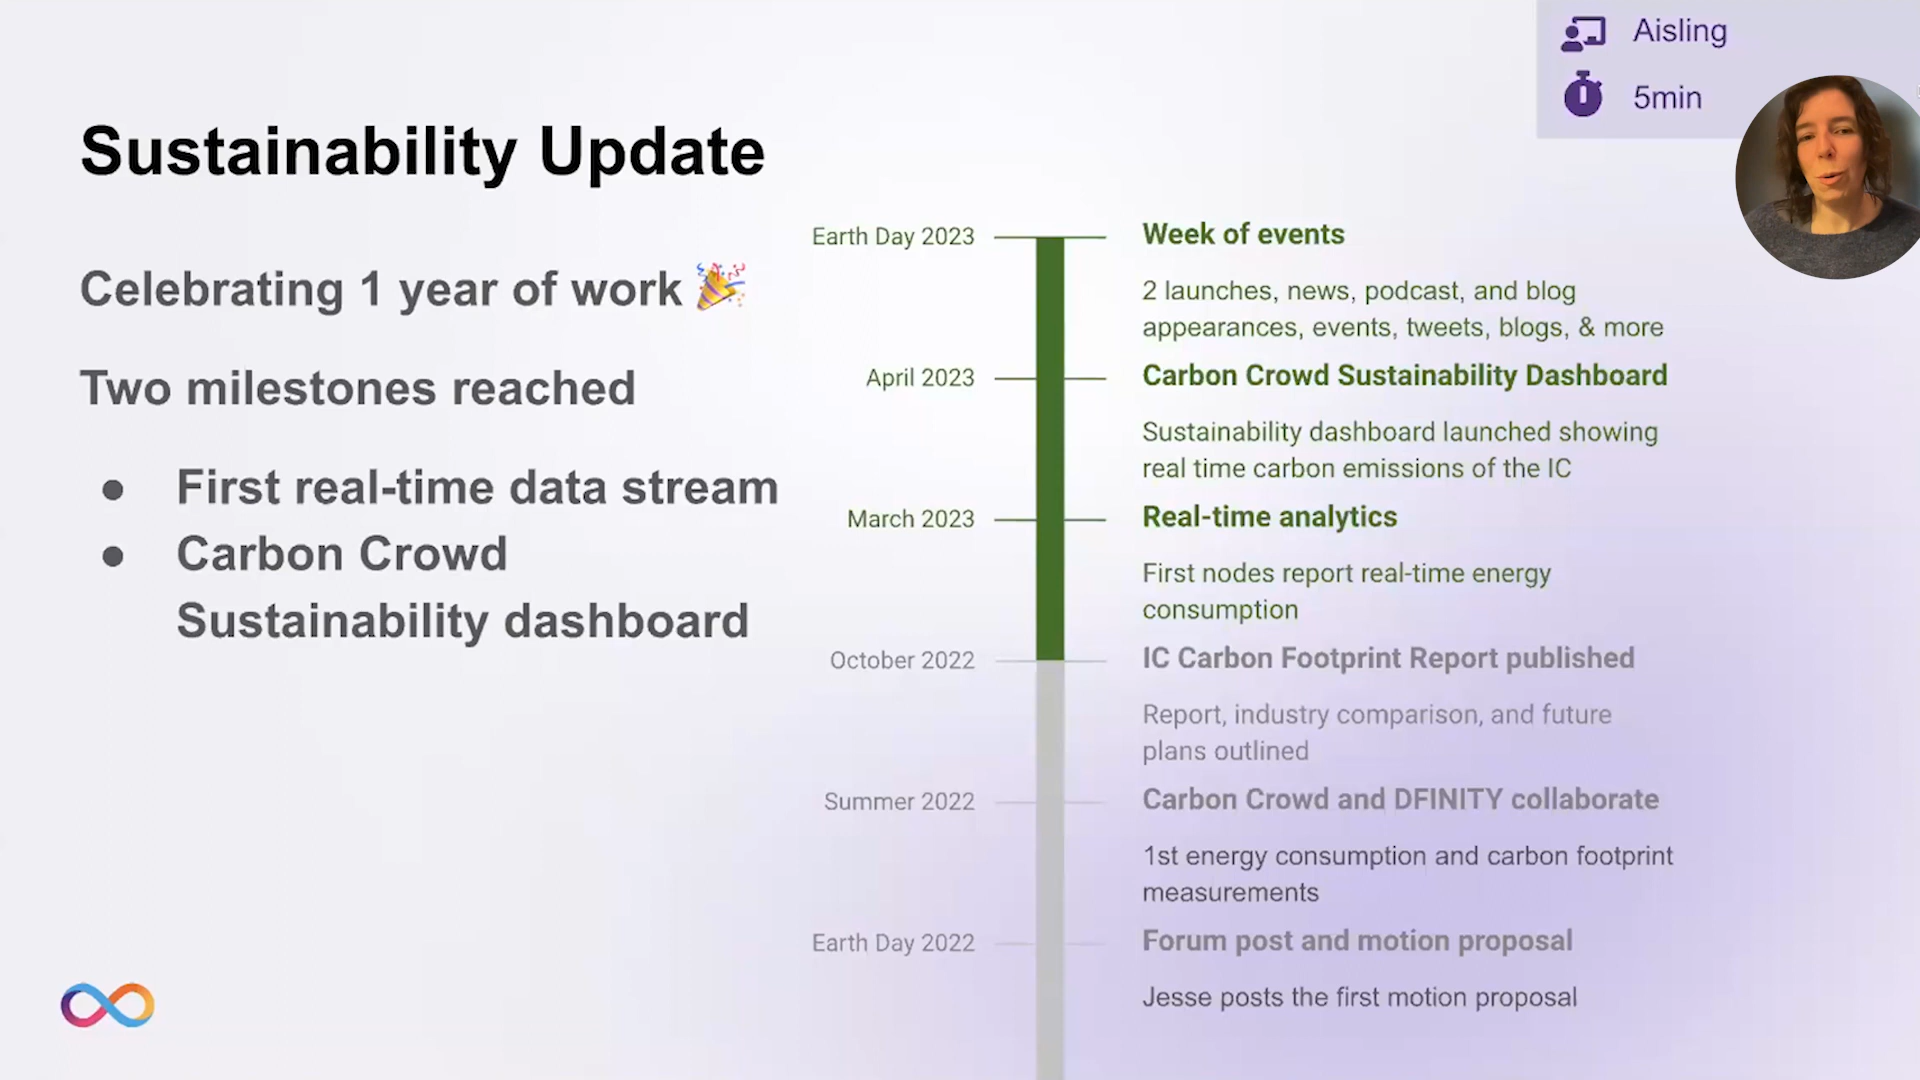 Aisling
5min
Sustainability Update
Celebrating 1 year of work 🎉
Two milestones reached
● First real-time data stream
● Carbon Crowd
Sustainability dashboard
Earth Day 2023
Week of events
2 launches, news, podcast, and blog
appearances, events, tweets, blogs, & more
April 2023
Carbon Crowd Sustainability Dashboard
Sustainability dashboard launched showing
real time carbon emissions of the IC
March 2023
Real-time analytics
First nodes report real-time energy
consumption
October 2022
IC Carbon Footprint Report published
Report, industry comparison, and future
plans outlined
Summer 2022
Carbon Crowd and DFINITY collaborate
1st energy consumption and carbon footprint
measurements
Earth Day 2022
Forum post and motion proposal
Jesse posts the first motion proposal